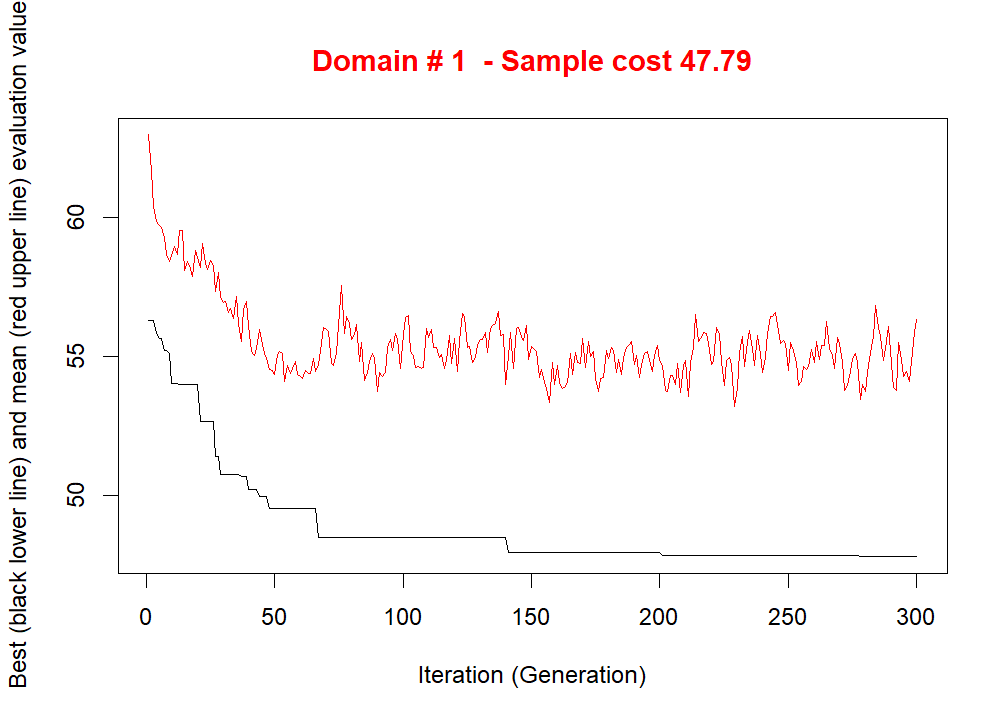 Domain # 1  - Sample cost 47.79
Best (black lower line) and mean (red upper line) evaluation value
60
55
50
0 50 100 150 200 250 300
Iteration (Generation)